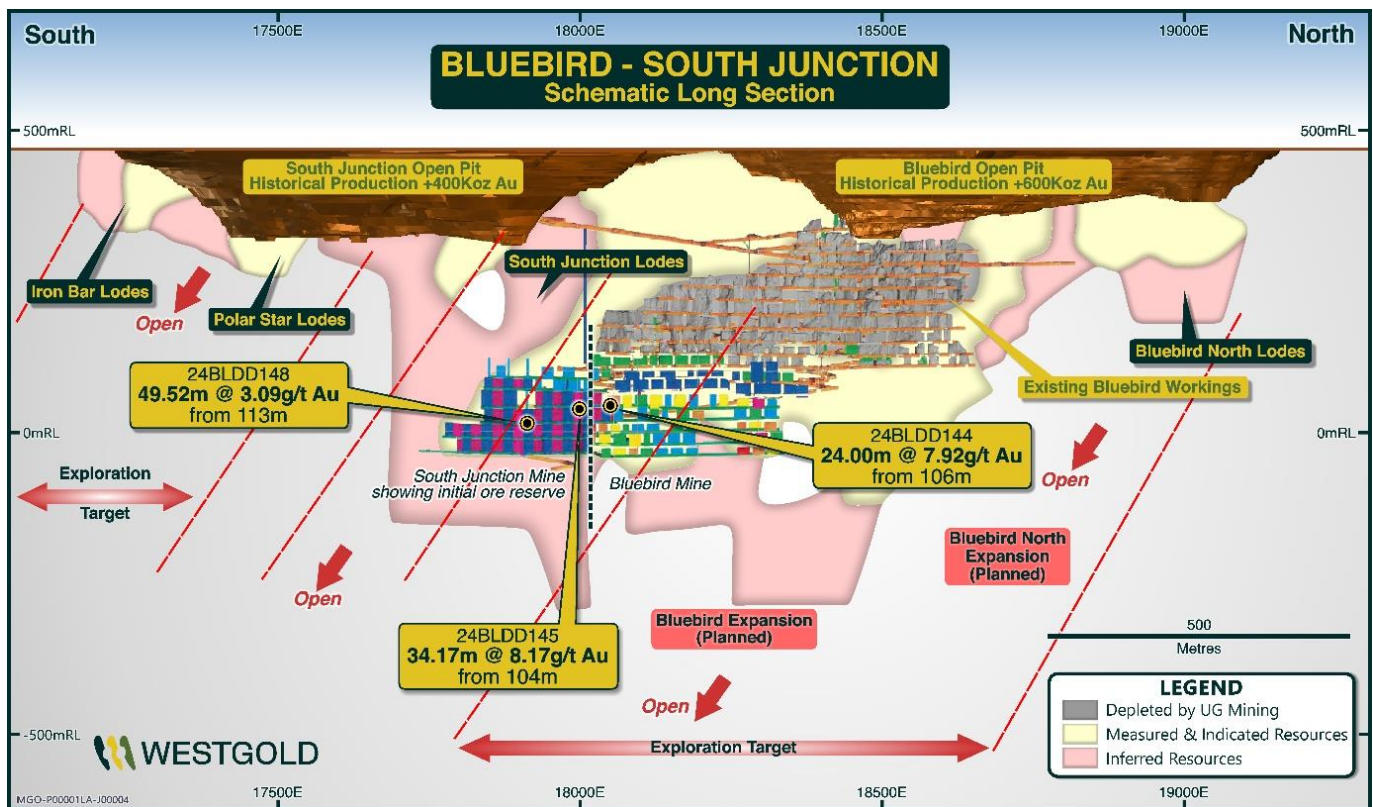 South
17500E
18000E
18500E
19000E
North
BLUEBIRD - SOUTH JUNCTION
Schematic Long Section
500mRL
500mRL
South Junction Open Pit
Historical Production +400Koz Au
Bluebird Open Pit
Historical Production +600Koz Au
South Junction Lodes
Iron Bar Lodes
Open
Polar Star Lodes
Bluebird North Lodes
Existing Bluebird Workings
24BLDD148
49.52m @ 3.09g/t Au
from 113m
0mRL
24BLDD144
24.00m @ 7.92g/t Au
from 106m
0mRL
Exploration
Target
South Junction Mine
showing initial ore reserve
Bluebird Mine
Open
Open
Bluebird North
Expansion
(Planned)
24BLDD145
34.17m @ 8.17g/t Au
from 104m
Bluebird Expansion
(Planned)
500
Metres
Open
LEGEND
Depleted by UG Mining
Measured & Indicated Resources
Inferred Resources
-500mRL
WESTGOLD
Exploration Target
MGO-P00001LA-J00004
17500E
18000E
18500E
19000E